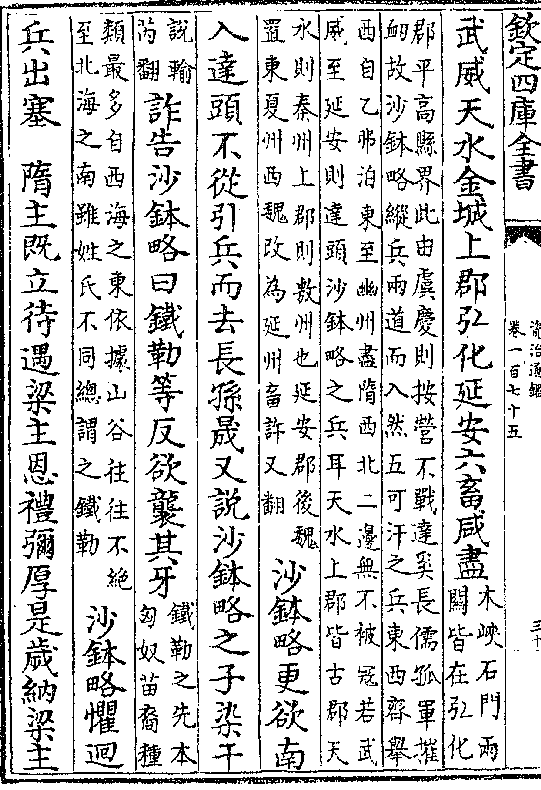 欽定四庫全書
資治通鑑
卷一百七十五
三十
武威天水金城上郡弘化延安六畜咸盡
木峽石門兩
關皆在弘化
郡平髙縣界此由虞慶則按營不戰達奚長儒孤軍摧
衂故沙鉢略縱兵兩道而入然五可汗之兵東西齊舉
西自乙弗泊東至幽州盡隋西北二邊無不被冦若武
威至延安則達頭沙鉢略之兵耳天水上郡皆古郡天
水則秦州上郡則敷州也延安郡後魏
置東夏州西魏改為延州畜許又翻
沙鉢略更欲南
入達頭不從引兵而去長孫晟又說沙鉢略之子染干
說輸
芮翻
詐告沙鉢略曰鐵勒等反欲襲其牙
鐵勒之先本
匈奴苗裔種
類最多自西海之東依據山谷往往不絶
至北海之南雖姓氏不同總謂之鐵勒
沙鉢略懼迴
兵出塞　隋主既立待遇梁主恩禮彌厚是歲納梁主